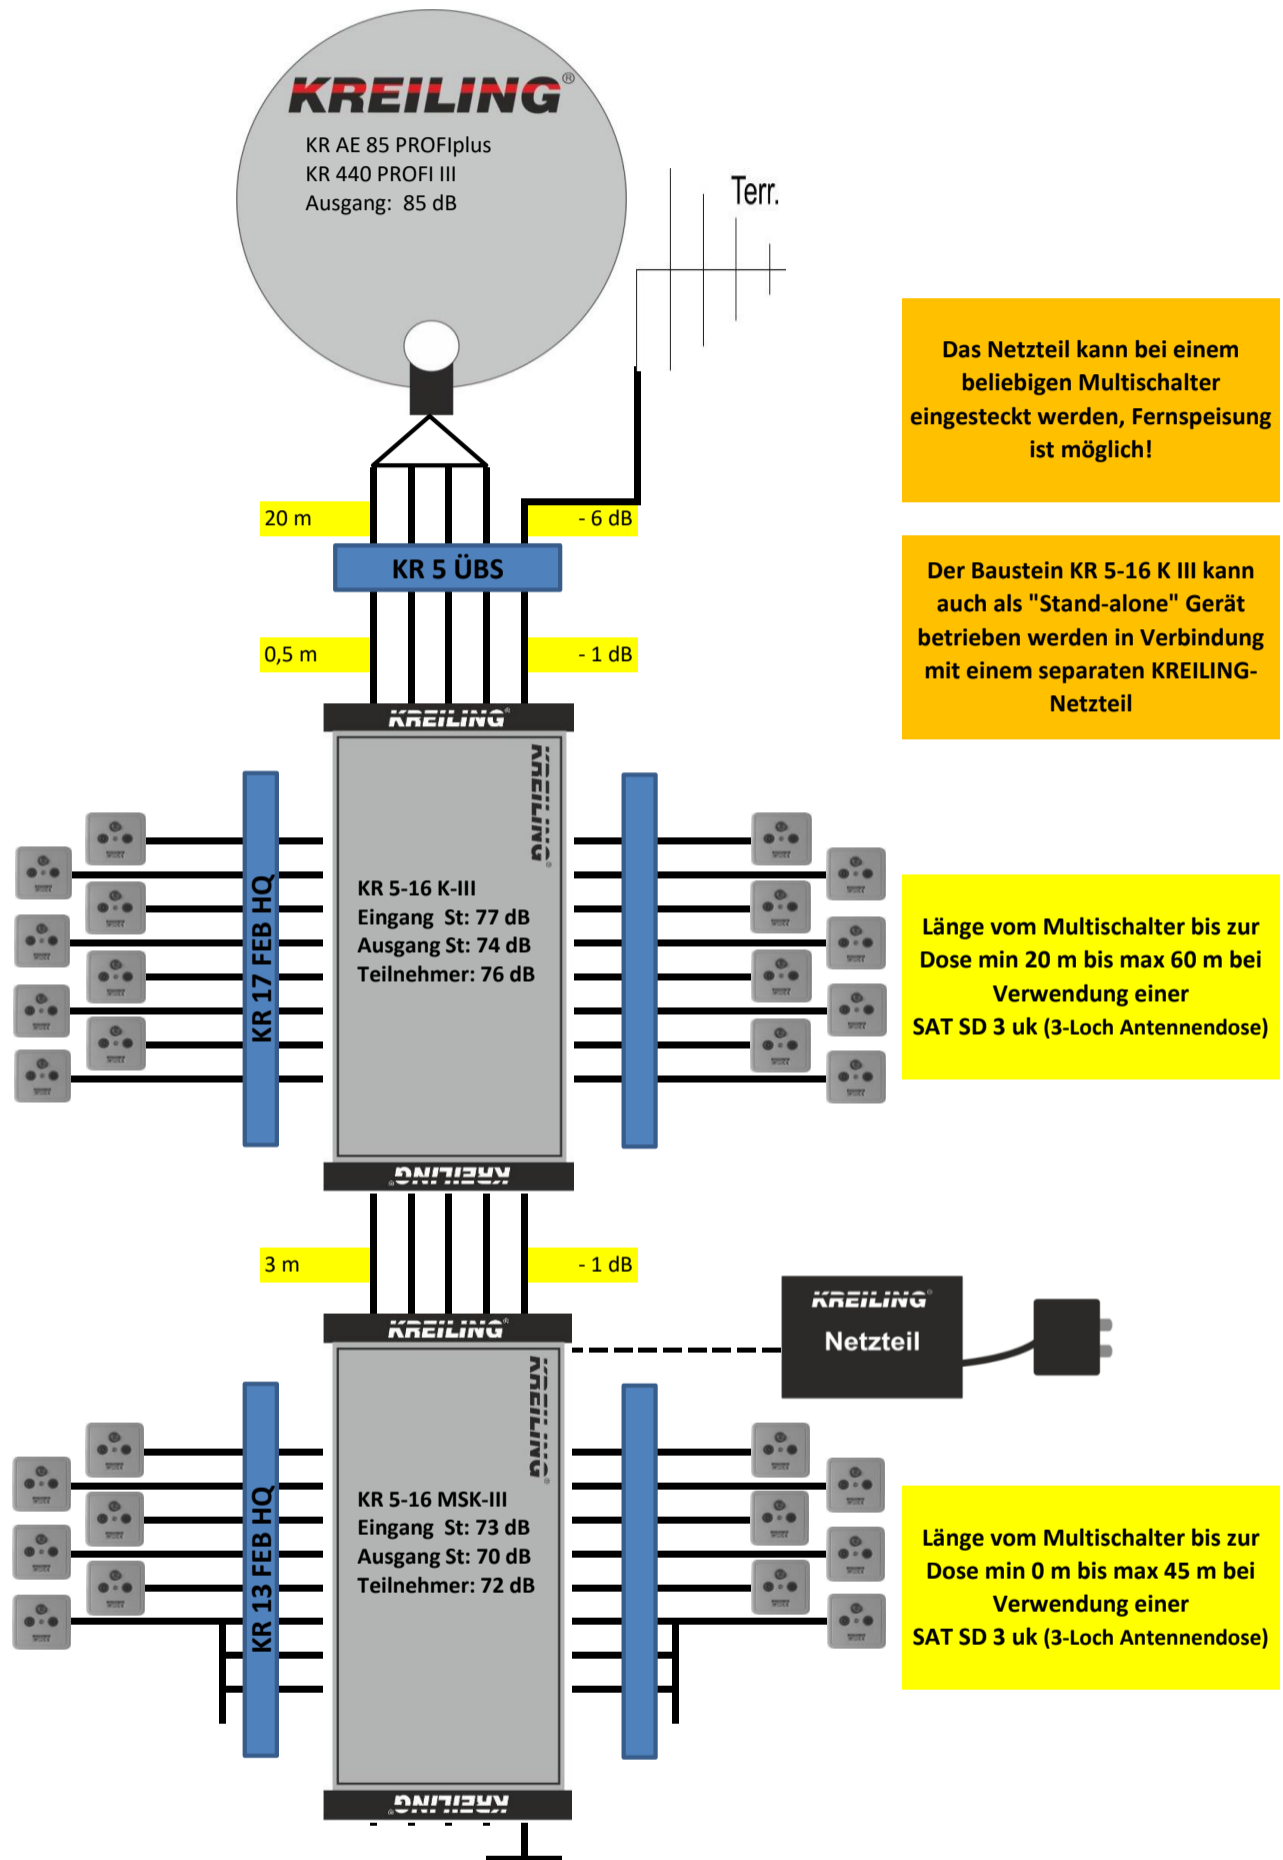 KREILING®
KR AE 85 PROFIplus
KR 440 PROFI III
Ausgang: 85 dB
Terr.
Das Netzteil kann bei einem
beliebigen Multischalter
eingesteckt werden, Fernspeisung
ist möglich!
20 m
- 6 dB
KR 5 ÜBS
Der Baustein KR 5-16 K III kann
auch als "Stand-alone" Gerät
betrieben werden in Verbindung
mit einem separaten KREILING-
Netzteil
0,5 m
- 1 dB
KREILING®
KREILING®
KR 17 FEB HQ
KR 5-16 K-III
Eingang St: 77 dB
Ausgang St: 74 dB
Teilnehmer: 76 dB
Länge vom Multischalter bis zur
Dose min 20 m bis max 60 m bei
Verwendung einer
SAT SD 3 uk (3-Loch Antennendose)
KREILING®
3 m
- 1 dB
KREILING®
Netzteil
KREILING®
KREILING®
KR 13 FEB HQ
KR 5-16 MSK-III
Eingang St: 73 dB
Ausgang St: 70 dB
Teilnehmer: 72 dB
Länge vom Multischalter bis zur
Dose min 0 m bis max 45 m bei
Verwendung einer
SAT SD 3 uk (3-Loch Antennendose)
KREILING®